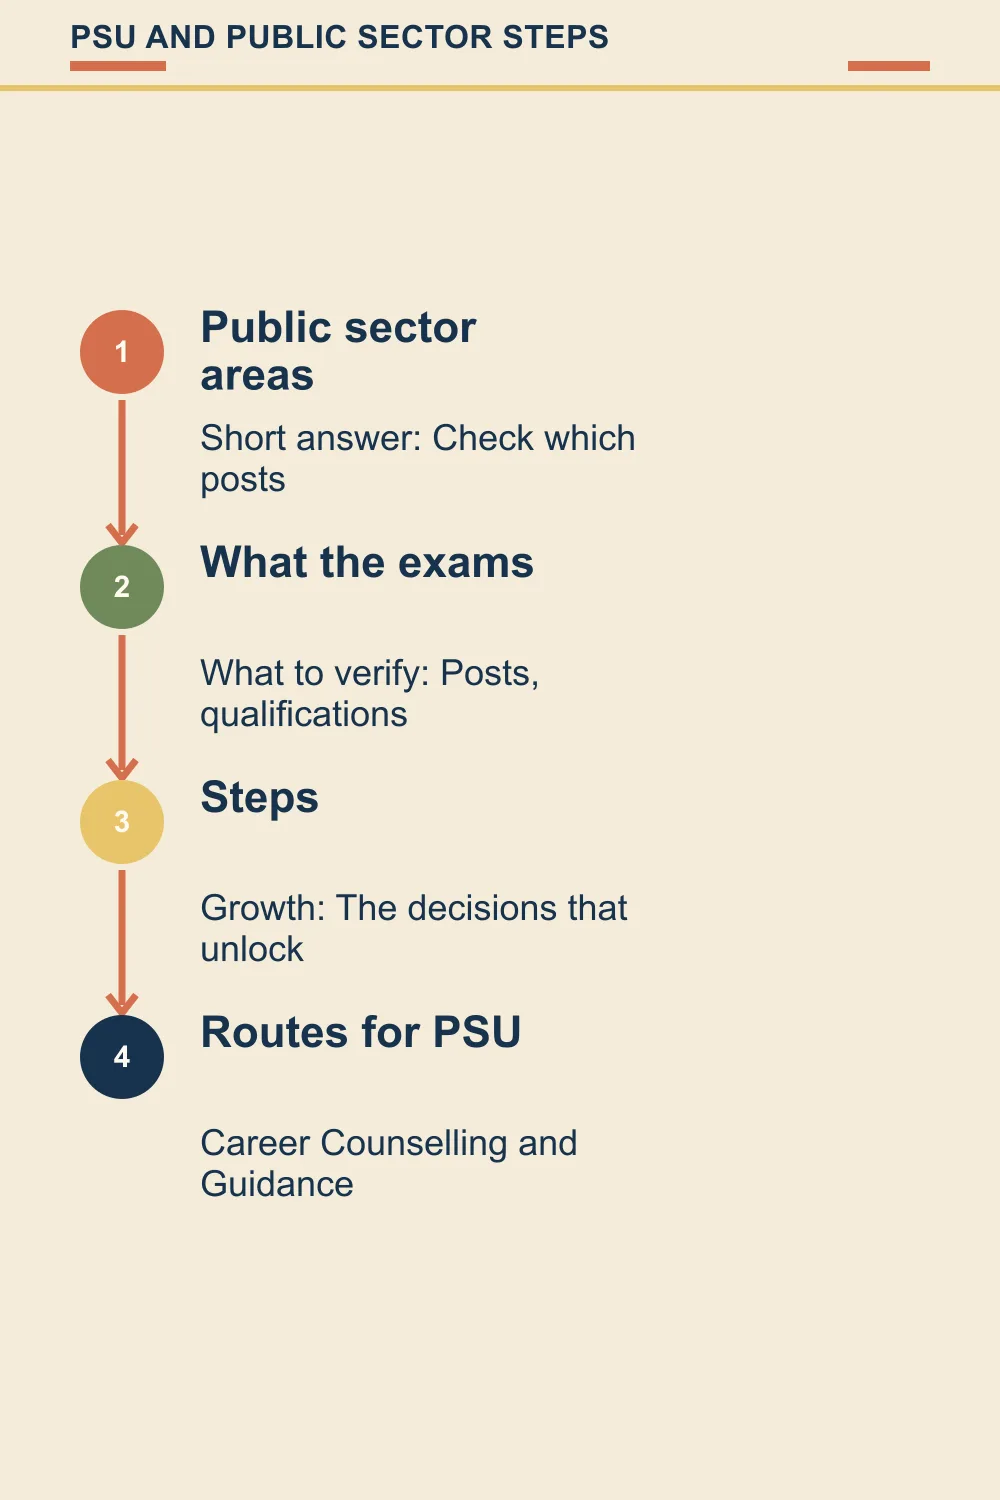 PSU AND PUBLIC SECTOR STEPS
1
Public sector
areas
Short answer: Check which
posts
2
What the exams
What to verify: Posts,
qualifications
3
Steps
Growth: The decisions that
unlock
4
Routes for PSU
Career Counselling and
Guidance